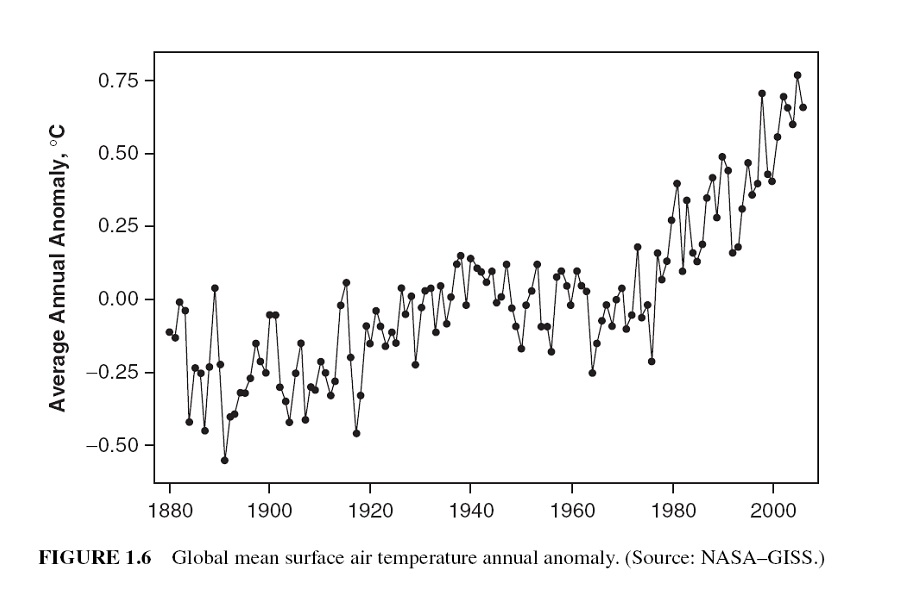 0.75
0.50
0.25
0.00
−0.25
−0.50
Average Annual Anomaly, °C
1880 1900 1920 1940 1960 1980 2000
FIGURE 1.6 Global mean surface air temperature annual anomaly. (Source: NASA–GISS.)